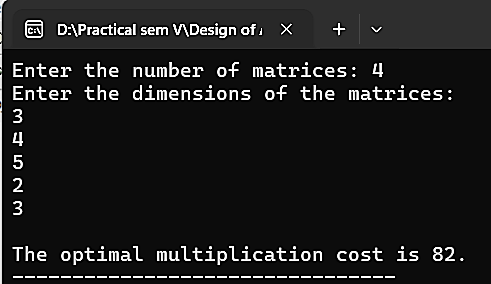 D:\Practical sem V\Design of
Enter the number of matrices: 4
Enter the dimensions of the matrices:
3
4
5
2
3
The optimal multiplication cost is 82.
--------------------------------